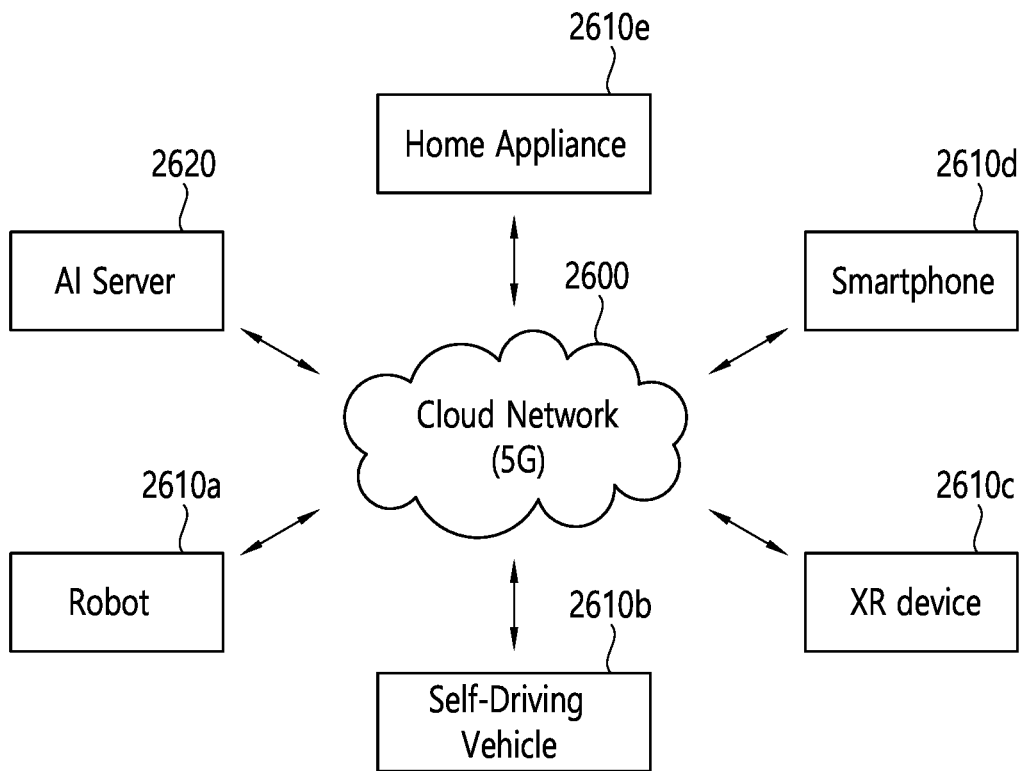 2610e
Home Appliance
2620
AI Server
2610d
Smartphone
2600
Cloud Network
(5G)
2610a
Robot
2610c
XR device
2610b
Self-Driving
Vehicle